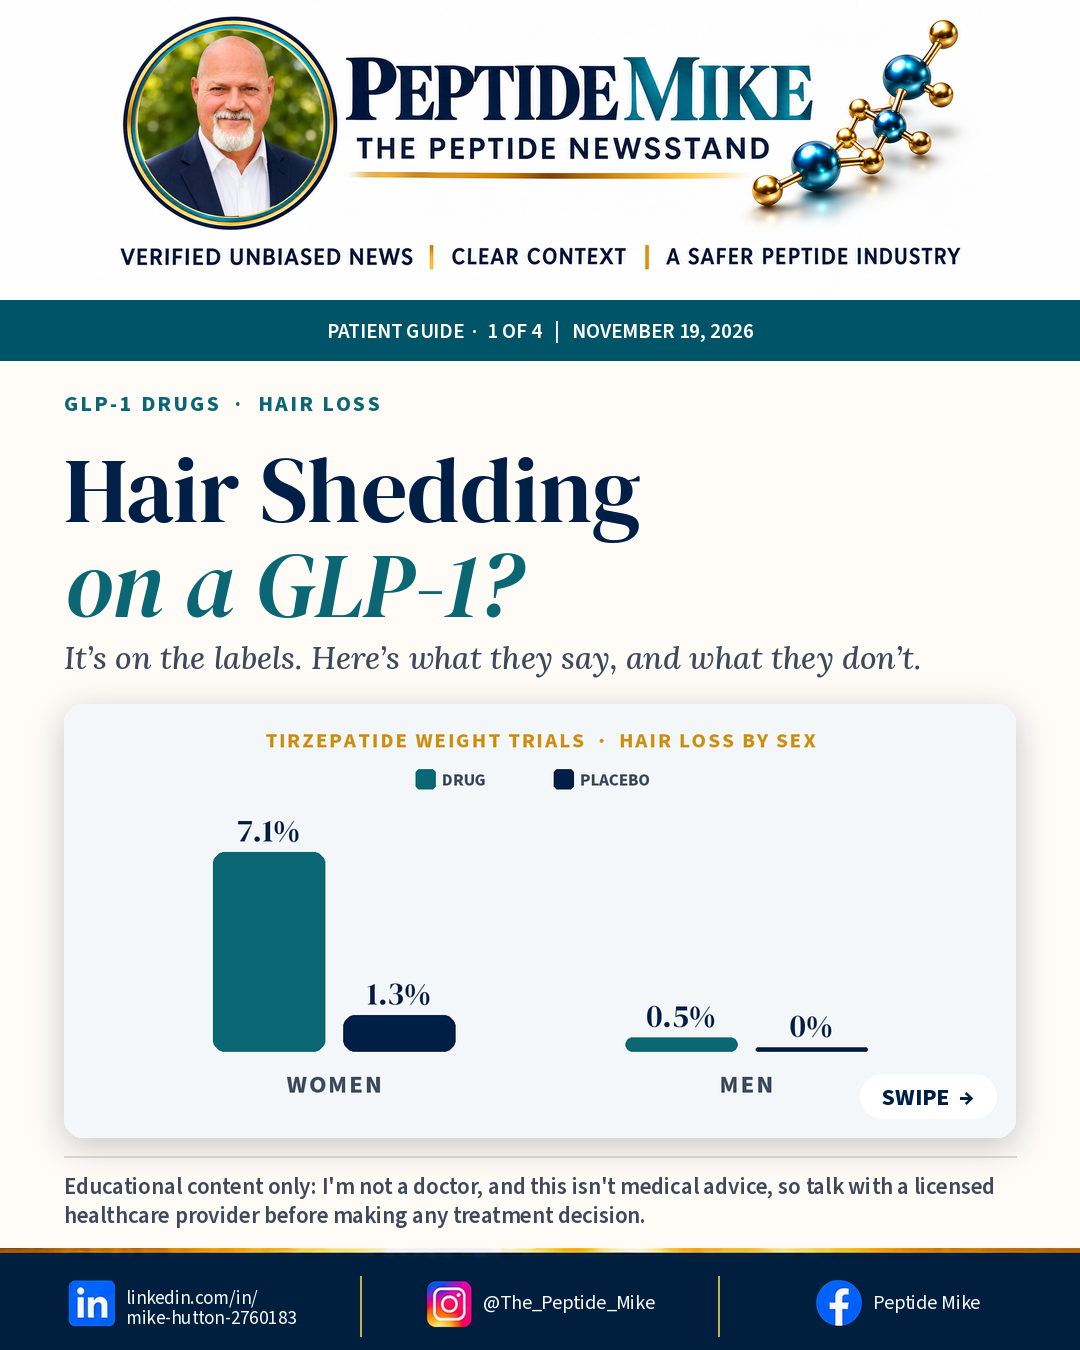 PEPTIDEMIKE
THE PEPTIDE NEWSSTAND
VERIFIED UNBIASED NEWS | CLEAR CONTEXT | A SAFER PEPTIDE INDUSTRY
PATIENT GUIDE · 1 OF 4 | NOVEMBER 19, 2026
GLP-1 DRUGS · HAIR LOSS
Hair Shedding
on a GLP-1?
It’s on the labels. Here’s what they say, and what they don’t.
TIRZEPATIDE WEIGHT TRIALS · HAIR LOSS BY SEX
DRUG PLACEBO
7.1%
1.3%
0.5%
0%
WOMEN
MEN
SWIPE →
Educational content only: I'm not a doctor, and this isn't medical advice, so talk with a licensed
healthcare provider before making any treatment decision.
linkedin.com/in/
mike-hutton-2760183
@The_Peptide_Mike
Peptide Mike